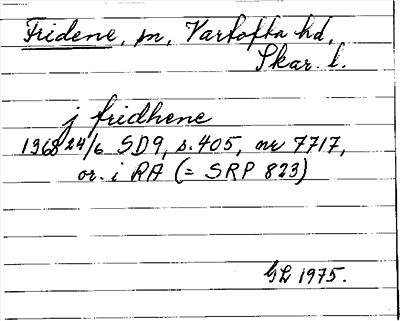 Fridene, sn, Vartofta hd,
Skar. l.
j fridhene
1368 24/6 SD9, s. 405, nr 7717,
or. i RA (= SRP 823)
GL 1975.